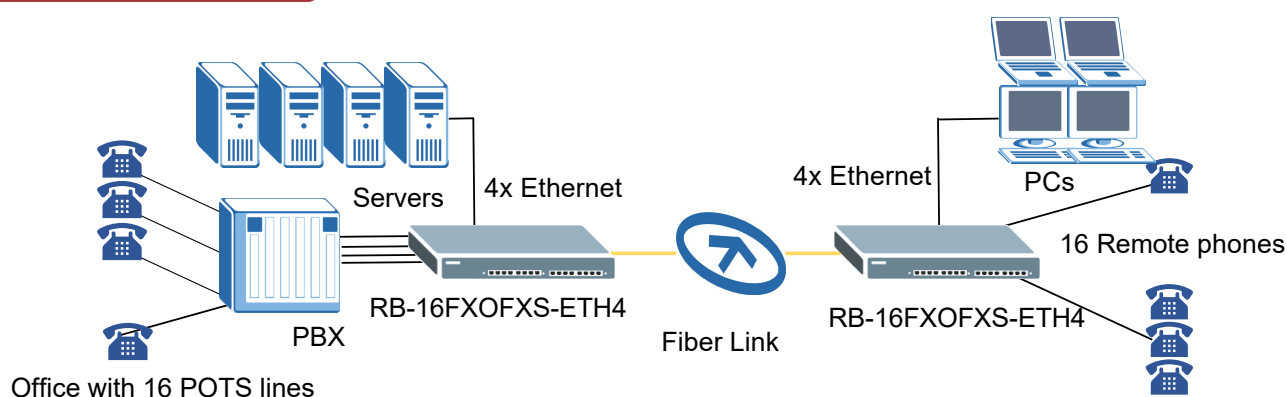 Servers
4x Ethernet
4x Ethernet
PCs
16 Remote phones
RB-16FXOFXS-ETH4
RB-16FXOFXS-ETH4
PBX
Fiber Link
Office with 16 POTS lines